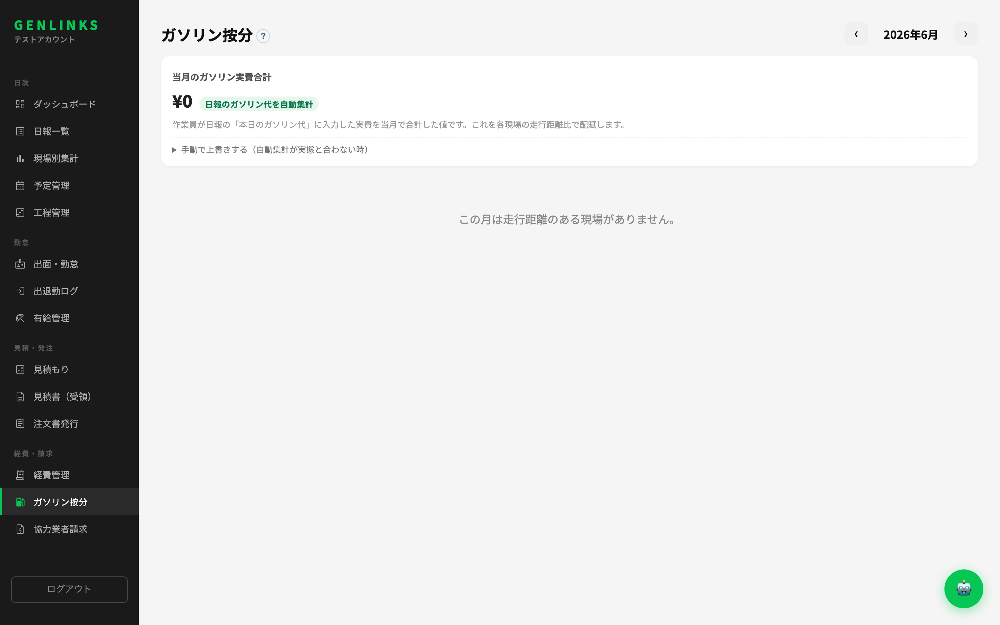 GENLINKS
テストアカウント
日次
ダッシュボード
日報一覧
現場別集計
予定管理
工程管理
勤怠
出面・勤怠
出退勤ログ
有給管理
見積・発注
見積もり
見積書（受領）
注文書発行
経費・請求
経費管理
ガソリン按分
協力業者請求
ログアウト
ガソリン按分 ?
‹ 2026年6月 ›
当月のガソリン実費合計
¥0 日報のガソリン代を自動集計
作業員が日報の「本日のガソリン代」に入力した実費を当月で合計した値です。これを各現場の走行距離比で配賦します。
▶ 手動で上書きする（自動集計が実態と合わない時）
この月は走行距離のある現場がありません。